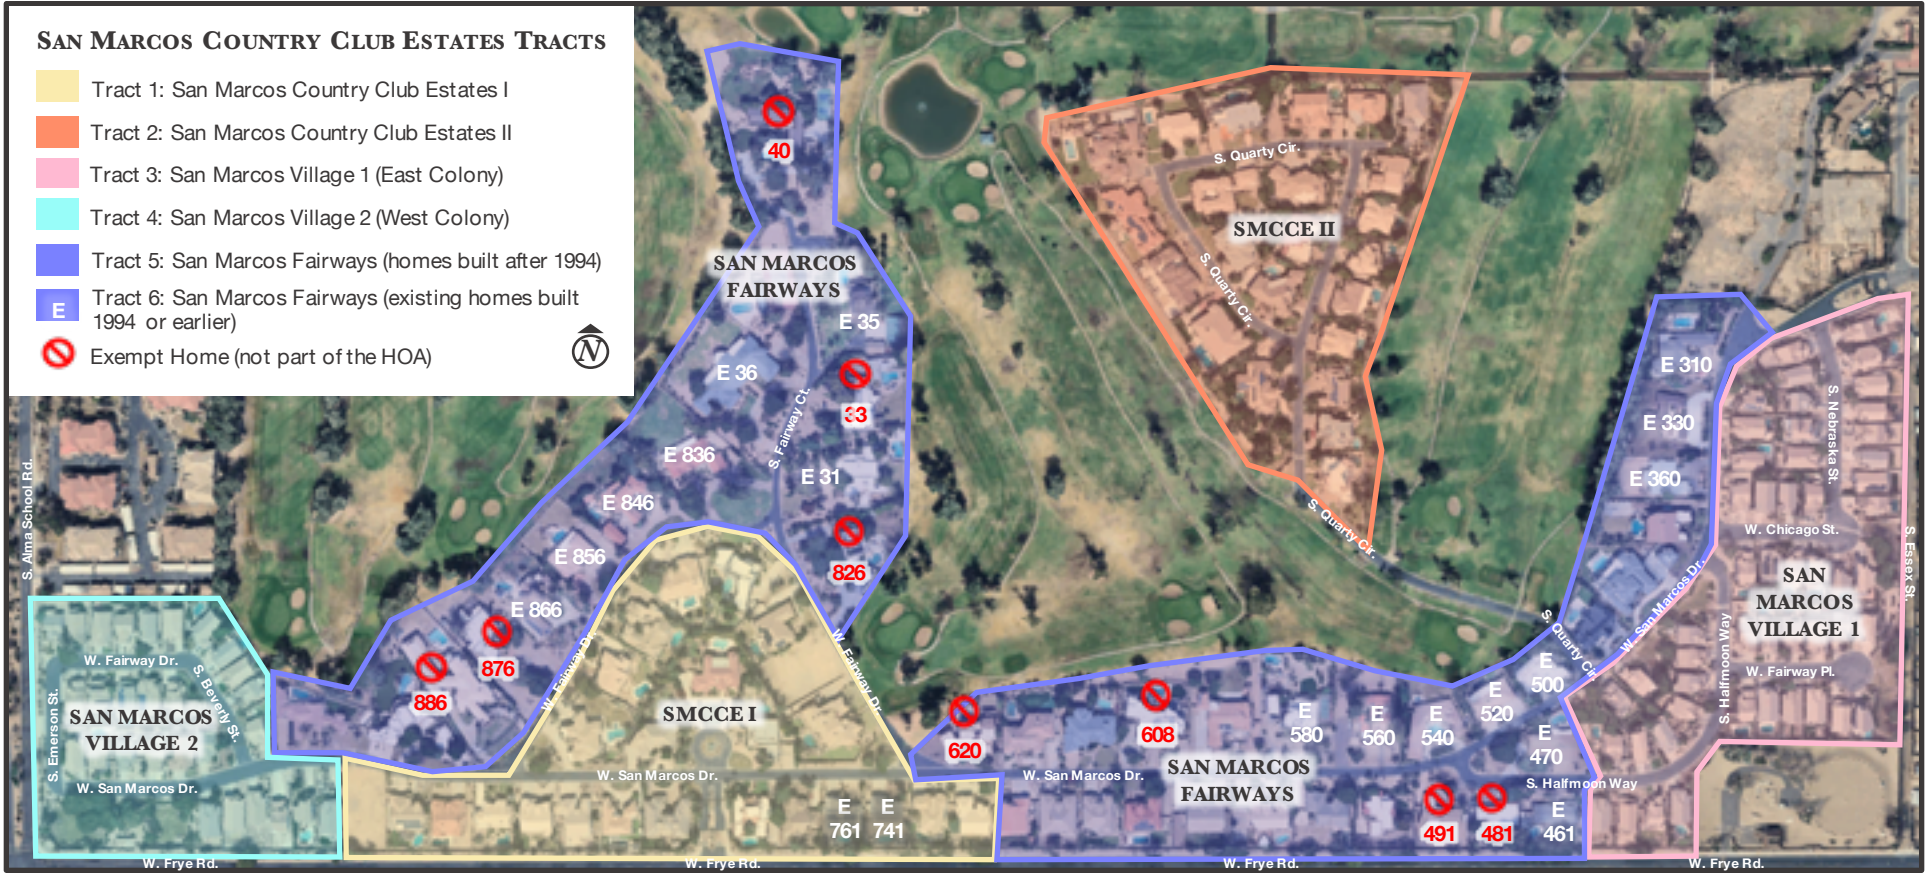 SAN MARCOS COUNTRY CLUB ESTATES TRACTS
Tract 1: San Marcos Country Club Estates I
Tract 2: San Marcos Country Club Estates II
Tract 3: San Marcos Village 1 (East Colony)
Tract 4: San Marcos Village 2 (West Colony)
Tract 5: San Marcos Fairways (homes built after 1994)
E
Tract 6: San Marcos Fairways (existing homes built
1994 or earlier)
Exempt Home (not part of the HOA)
N
40
SAN MARCOS
FAIRWAYS
E 35
E 36
33
S. Fairway Ct.
E 836
E 31
E 846
826
E 856
E 866
876
886
W. Fairway Dr.
W. Fairway Dr.
S. Quarty Cir.
SMCCE II
S. Quarty Cir.
S. Quarty Cir.
S. Quarty Cir.
E 310
E 330
E 360
S. Nebraska St.
W. Chicago St.
S. Essex St.
W. San Marcos Dr.
SAN
MARCOS
VILLAGE 1
S. Halfmoon Way
W. Fairway Pl.
S. Alma School Rd.
W. Fairway Dr.
S. Beverly St.
S. Emerson St.
SAN MARCOS
VILLAGE 2
W. San Marcos Dr.
SMCCE I
W. San Marcos Dr.
E
761
E
741
620
608
W. San Marcos Dr.
SAN MARCOS
FAIRWAYS
E
580
E
560
E
540
E
520
E
500
E
470
S. Halfmoon Way
491
481
E
461
W. Frye Rd.
W. Frye Rd.
W. Frye Rd.
W. Frye Rd.